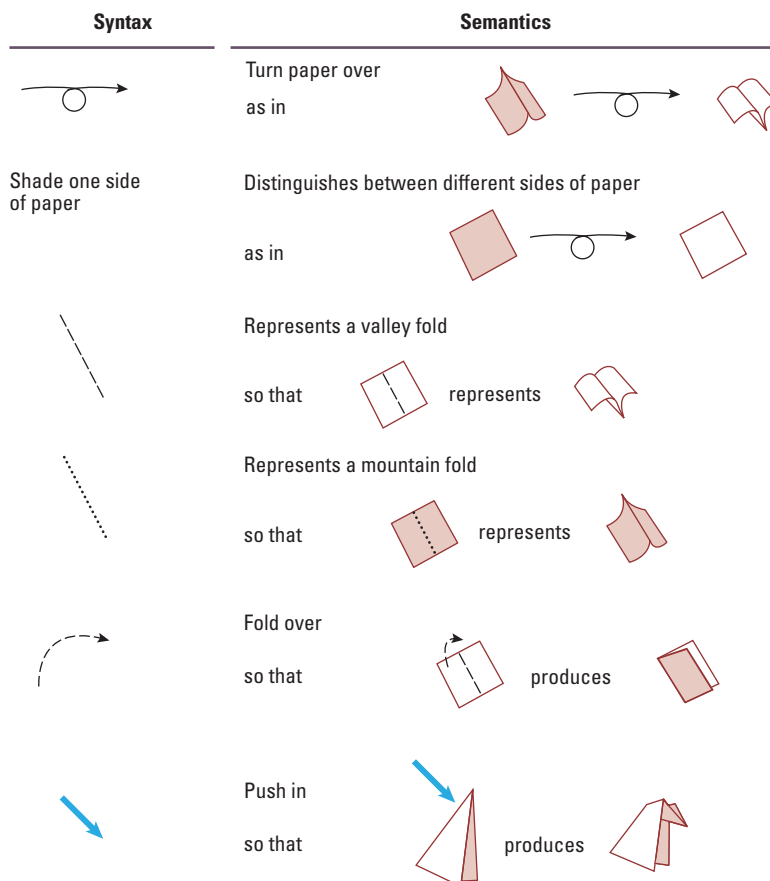 Syntax
Semantics
Turn paper over
as in
Shade one side
of paper
Distinguishes between different sides of paper
as in
Represents a valley fold
so that
represents
Represents a mountain fold
so that
represents
Fold over
so that
produces
Push in
so that
produces